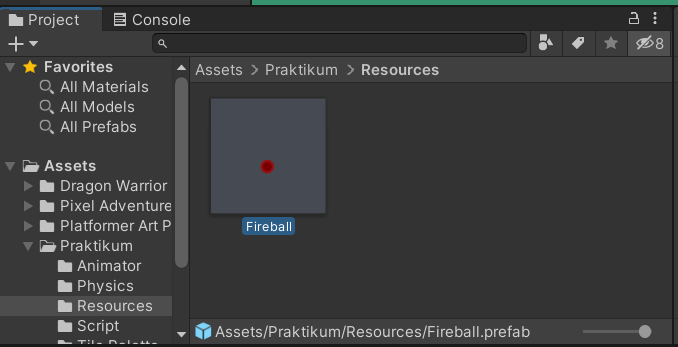 Project Console
8
Favorites
All Materials
All Models
All Prefabs
Assets
Dragon Warrior
Pixel Adventure
Platformer Art P
Praktikum
Animator
Physics
Resources
Script
Tile Palette
Assets > Praktikum > Resources
Fireball
Assets/Praktikum/Resources/Fireball.prefab